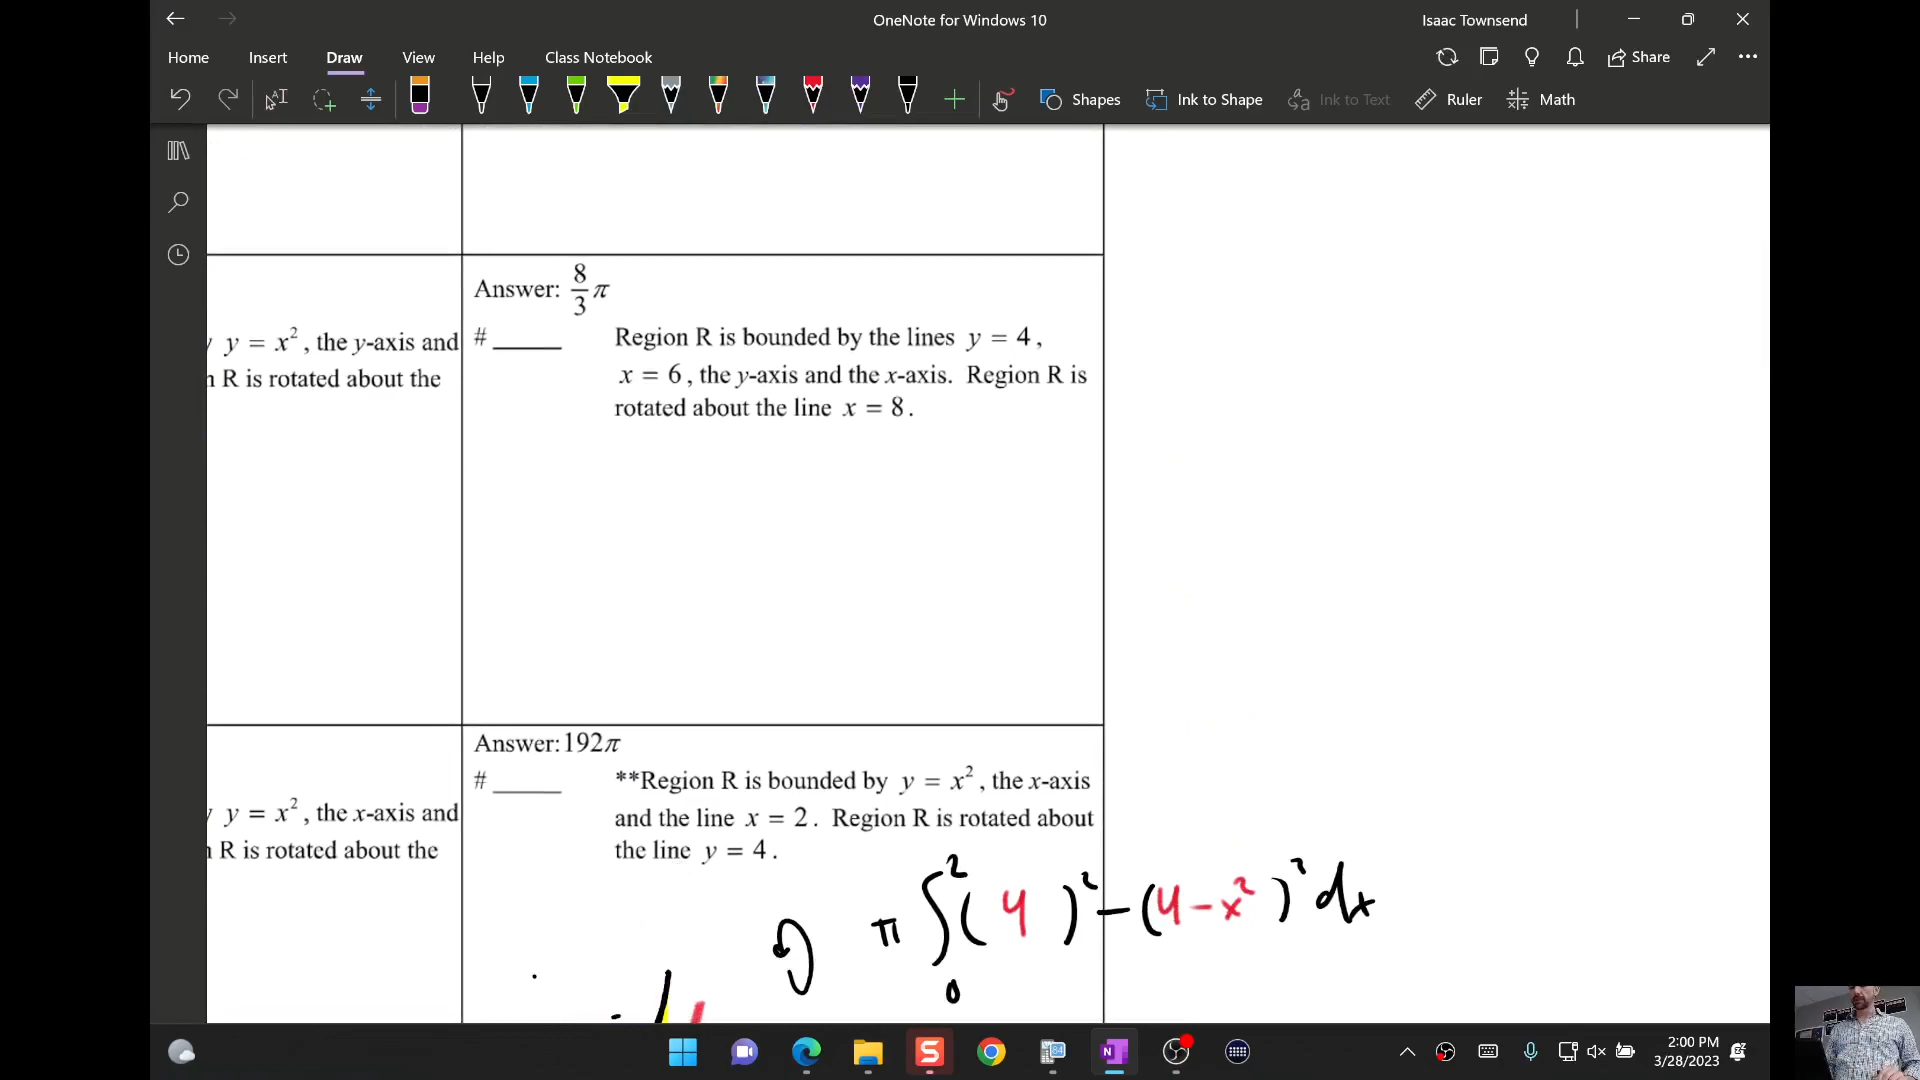 OneNote for Windows 10
Isaac Townsend
Home Insert Draw View Help Class Notebook
Share
Shapes Ink to Shape Ink to Text Ruler Math
Answer: 8/3 π
y = x², the y-axis and
R is rotated about the
# _____ Region R is bounded by the lines y = 4,
x = 6, the y-axis and the x-axis. Region R is
rotated about the line x = 8.
Answer: 192π
y = x², the x-axis and
R is rotated about the
# _____ **Region R is bounded by y = x², the x-axis
and the line x = 2. Region R is rotated about
the line y = 4.
π ∫₀² (4)² - (4-x²)² dx
2:00 PM
3/28/2023